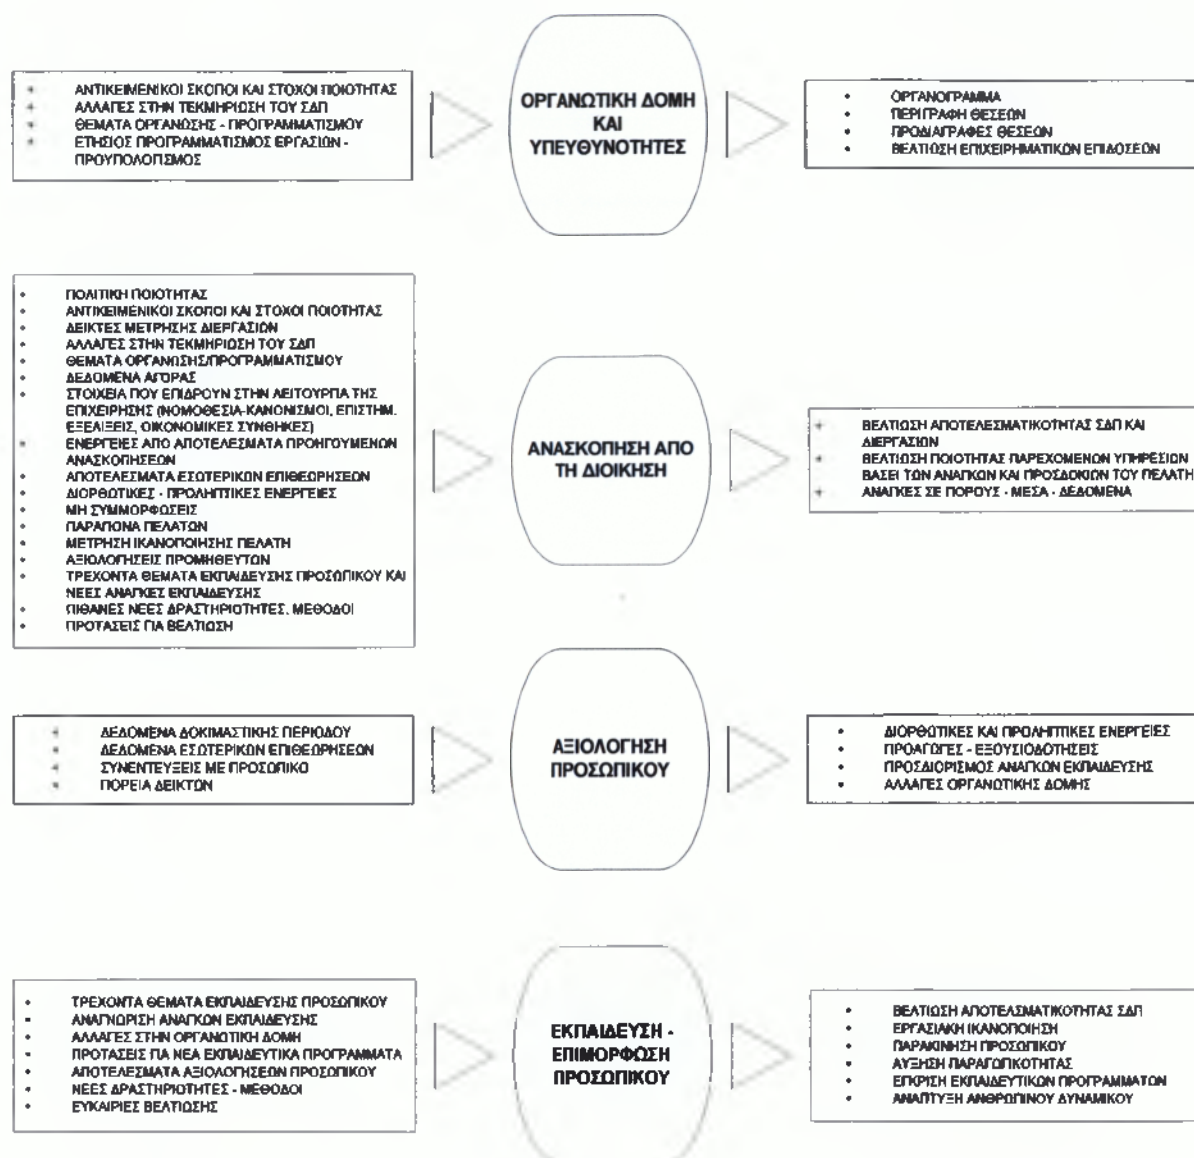 ΑΝΤΙΚΕΙΜΕΝΙΚΟΙ ΣΚΟΠΟΙ ΚΑΙ ΣΤΟΧΟΙ ΠΟΙΟΤΗΤΑΣ
ΑΛΛΑΓΕΣ ΣΤΗΝ ΤΕΚΜΗΡΙΩΣΗ ΤΟΥ ΣΔΠ
ΘΕΜΑΤΑ ΟΡΓΑΝΩΣΗΣ - ΠΡΟΓΡΑΜΜΑΤΙΣΜΟΥ
ΕΤΗΣΙΟΣ ΠΡΟΓΡΑΜΜΑΤΙΣΜΟΣ ΕΡΓΑΣΙΩΝ -
ΠΡΟΥΠΟΛΟΓΙΣΜΟΣ
ΟΡΓΑΝΩΤΙΚΗ ΔΟΜΗ
ΚΑΙ
ΥΠΕΥΘΥΝΟΤΗΤΕΣ
ΟΡΓΑΝΟΓΡΑΜΜΑ
ΠΕΡΙΓΡΑΦΗ ΘΕΣΕΩΝ
ΠΡΟΔΙΑΓΡΑΦΕΣ ΘΕΣΕΩΝ
ΒΕΛΤΙΩΣΗ ΕΠΙΧΕΙΡΗΜΑΤΙΚΩΝ ΕΠΙΔΟΣΕΩΝ
ΠΟΛΙΤΙΚΗ ΠΟΙΟΤΗΤΑΣ
ΑΝΤΙΚΕΙΜΕΝΙΚΟΙ ΣΚΟΠΟΙ ΚΑΙ ΣΤΟΧΟΙ ΠΟΙΟΤΗΤΑΣ
ΔΕΙΚΤΕΣ ΜΕΤΡΗΣΗΣ ΔΙΕΡΓΑΣΙΩΝ
ΑΛΛΑΓΕΣ ΣΤΗΝ ΤΕΚΜΗΡΙΩΣΗ ΤΟΥ ΣΔΠ
ΘΕΜΑΤΑ ΟΡΓΑΝΩΣΗΣ/ΠΡΟΓΡΑΜΜΑΤΙΣΜΟΥ
ΔΕΔΟΜΕΝΑ ΑΓΟΡΑΣ
ΣΤΟΙΧΕΙΑ ΠΟΥ ΕΠΙΔΡΟΥΝ ΣΤΗΝ ΛΕΙΤΟΥΡΓΙΑ ΤΗΣ
ΕΠΙΧΕΙΡΗΣΗΣ (ΝΟΜΟΘΕΣΙΑ-ΚΑΝΟΝΙΣΜΟΙ, ΕΠΙΣΤΗΜ.
ΕΞΕΛΙΞΕΙΣ, ΟΙΚΟΝΟΜΙΚΕΣ ΣΥΝΘΗΚΕΣ)
ΕΝΕΡΓΕΙΕΣ ΑΠΟ ΑΠΟΤΕΛΕΣΜΑΤΑ ΠΡΟΗΓΟΥΜΕΝΩΝ
ΑΝΑΣΚΟΠΗΣΕΩΝ
ΑΠΟΤΕΛΕΣΜΑΤΑ ΕΣΩΤΕΡΙΚΩΝ ΕΠΙΘΕΩΡΗΣΕΩΝ
ΔΙΟΡΘΩΤΙΚΕΣ - ΠΡΟΛΗΠΤΙΚΕΣ ΕΝΕΡΓΕΙΕΣ
ΜΗ ΣΥΜΜΟΡΦΩΣΕΙΣ
ΠΑΡΑΠΟΝΑ ΠΕΛΑΤΩΝ
ΜΕΤΡΗΣΗ ΙΚΑΝΟΠΟΙΗΣΗΣ ΠΕΛΑΤΗ
ΑΞΙΟΛΟΓΗΣΕΙΣ ΠΡΟΜΗΘΕΥΤΩΝ
ΤΡΕΧΟΝΤΑ ΘΕΜΑΤΑ ΕΚΠΑΙΔΕΥΣΗΣ ΠΡΟΣΩΠΙΚΟΥ ΚΑΙ
ΝΕΕΣ ΑΝΑΓΚΕΣ ΕΚΠΑΙΔΕΥΣΗΣ
ΠΙΘΑΝΕΣ ΝΕΕΣ ΔΡΑΣΤΗΡΙΟΤΗΤΕΣ, ΜΕΘΟΔΟΙ
ΠΡΟΤΑΣΕΙΣ ΓΙΑ ΒΕΛΤΙΩΣΗ
ΑΝΑΣΚΟΠΗΣΗ ΑΠΟ
ΤΗ ΔΙΟΙΚΗΣΗ
ΒΕΛΤΙΩΣΗ ΑΠΟΤΕΛΕΣΜΑΤΙΚΟΤΗΤΑΣ ΣΔΠ ΚΑΙ
ΔΙΕΡΓΑΣΙΩΝ
ΒΕΛΤΙΩΣΗ ΠΟΙΟΤΗΤΑΣ ΠΑΡΕΧΟΜΕΝΩΝ ΥΠΗΡΕΣΙΩΝ
ΒΑΣΕΙ ΤΩΝ ΑΝΑΓΚΩΝ ΚΑΙ ΠΡΟΣΔΟΚΙΩΝ ΤΟΥ ΠΕΛΑΤΗ
ΑΝΑΓΚΕΣ ΣΕ ΠΟΡΟΥΣ - ΜΕΣΑ - ΔΕΔΟΜΕΝΑ
ΔΕΔΟΜΕΝΑ ΔΟΚΙΜΑΣΤΙΚΗΣ ΠΕΡΙΟΔΟΥ
ΔΕΔΟΜΕΝΑ ΕΣΩΤΕΡΙΚΩΝ ΕΠΙΘΕΩΡΗΣΕΩΝ
ΣΥΝΕΝΤΕΥΞΕΙΣ ΜΕ ΠΡΟΣΩΠΙΚΟ
ΠΟΡΕΙΑ ΔΕΙΚΤΩΝ
ΑΞΙΟΛΟΓΗΣΗ
ΠΡΟΣΩΠΙΚΟΥ
ΔΙΟΡΘΩΤΙΚΕΣ ΚΑΙ ΠΡΟΛΗΠΤΙΚΕΣ ΕΝΕΡΓΕΙΕΣ
ΠΡΟΑΓΩΓΕΣ - ΕΞΟΥΣΙΟΔΟΤΗΣΕΙΣ
ΠΡΟΣΔΙΟΡΙΣΜΟΣ ΑΝΑΓΚΩΝ ΕΚΠΑΙΔΕΥΣΗΣ
ΑΛΛΑΓΕΣ ΟΡΓΑΝΩΤΙΚΗΣ ΔΟΜΗΣ
ΤΡΕΧΟΝΤΑ ΘΕΜΑΤΑ ΕΚΠΑΙΔΕΥΣΗΣ ΠΡΟΣΩΠΙΚΟΥ
ΑΝΑΓΝΩΡΙΣΗ ΑΝΑΓΚΩΝ ΕΚΠΑΙΔΕΥΣΗΣ
ΑΛΛΑΓΕΣ ΣΤΗΝ ΟΡΓΑΝΩΤΙΚΗ ΔΟΜΗ
ΠΡΟΤΑΣΕΙΣ ΓΙΑ ΝΕΑ ΕΚΠΑΙΔΕΥΤΙΚΑ ΠΡΟΓΡΑΜΜΑΤΑ
ΑΠΟΤΕΛΕΣΜΑΤΑ ΑΞΙΟΛΟΓΗΣΕΩΝ ΠΡΟΣΩΠΙΚΟΥ
ΝΕΕΣ ΔΡΑΣΤΗΡΙΟΤΗΤΕΣ - ΜΕΘΟΔΟΙ
ΕΥΚΑΙΡΙΕΣ ΒΕΛΤΙΩΣΗΣ
ΕΚΠΑΙΔΕΥΣΗ -
ΕΠΙΜΟΡΦΩΣΗ
ΠΡΟΣΩΠΙΚΟΥ
ΒΕΛΤΙΩΣΗ ΑΠΟΤΕΛΕΣΜΑΤΙΚΟΤΗΤΑΣ ΣΔΠ
ΕΡΓΑΣΙΑΚΗ ΙΚΑΝΟΠΟΙΗΣΗ
ΠΑΡΑΚΙΝΗΣΗ ΠΡΟΣΩΠΙΚΟΥ
ΑΥΞΗΣΗ ΠΑΡΑΓΩΓΙΚΟΤΗΤΑΣ
ΕΓΚΡΙΣΗ ΕΚΠΑΙΔΕΥΤΙΚΩΝ ΠΡΟΓΡΑΜΜΑΤΩΝ
ΑΝΑΠΤΥΞΗ ΑΝΘΡΩΠΙΝΟΥ ΔΥΝΑΜΙΚΟΥ